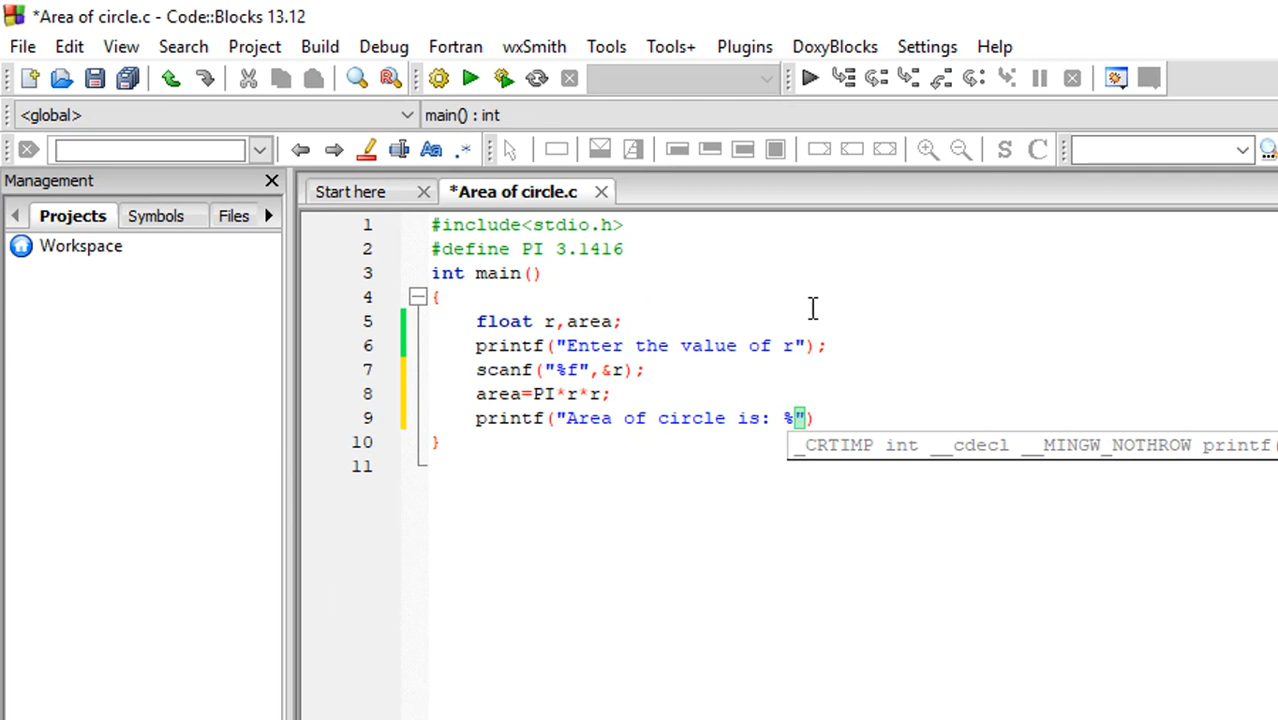 *Area of circle.c - Code::Blocks 13.12
File Edit View Search Project Build Debug Fortran wxSmith Tools Tools+ Plugins DoxyBlocks Settings Help
<global> main() : int
Management
Start here *Area of circle.c
Projects Symbols Files
Workspace
1 #include<stdio.h>
2 #define PI 3.1416
3 int main()
4 {
5 float r,area;
6 printf("Enter the value of r");
7 scanf("%f",&r);
8 area=PI*r*r;
9 printf("Area of circle is: %")
10 }
_CRTIMP int __cdecl __MINGW_NOTHROW printf(
11